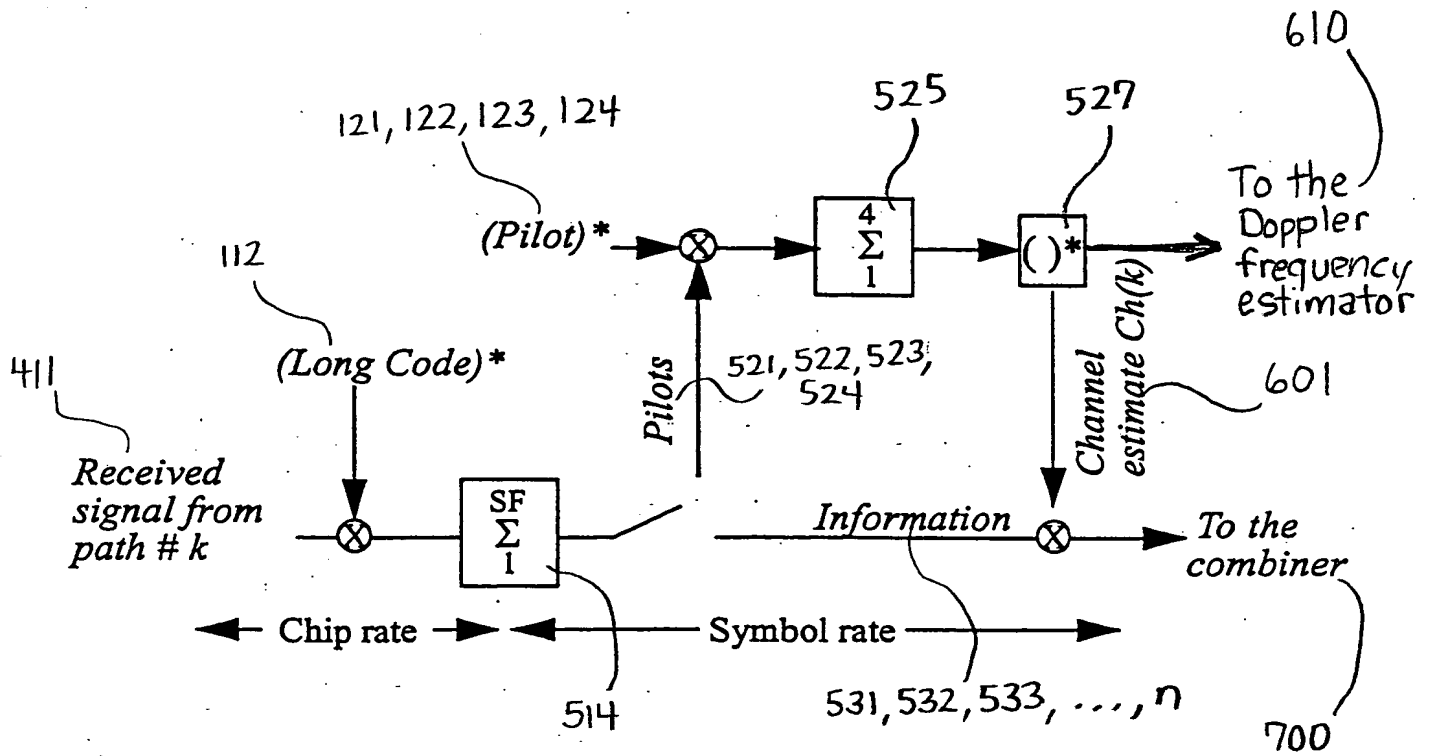 610
525
527
121, 122, 123, 124
To the
Doppler
frequency
estimator
4
Σ
1
(Pilot)*
( )*
112
(Long Code)*
Pilots
521, 522, 523,
524
Channel
estimate Ch(k)
601
411
Received
signal from
path # k
SF
Σ
1
Information
To the
combiner
Chip rate
Symbol rate
514
531, 532, 533, ..., n
700